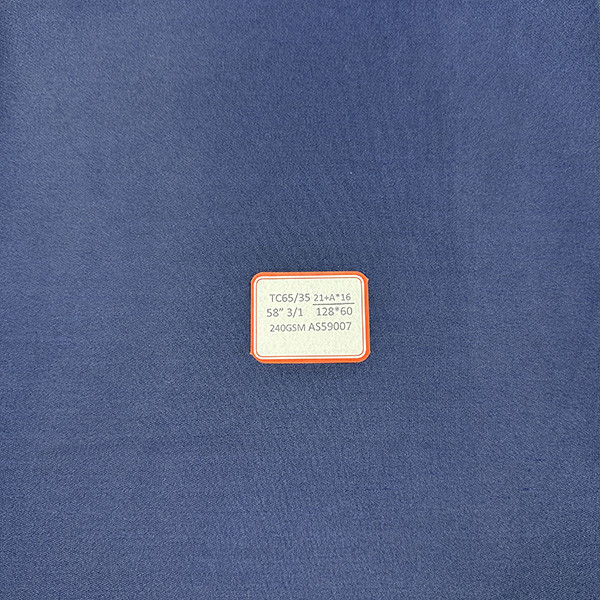 TC65/35 21+A*16
58” 3/1 128*60
240GSM AS59007